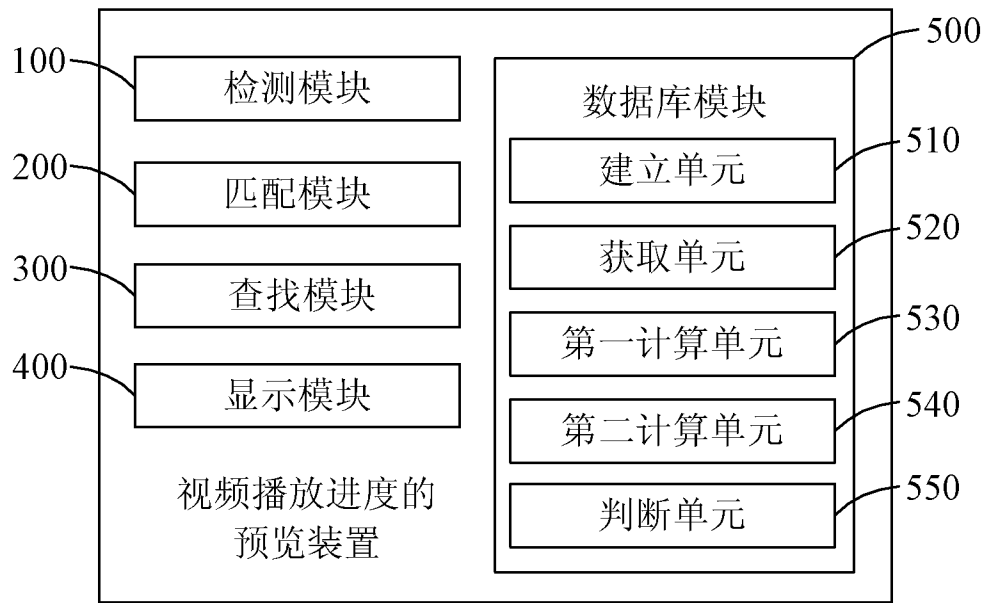 100
检测模块
200
匹配模块
300
查找模块
400
显示模块
视频播放进度的
预览装置
500
数据库模块
510
建立单元
520
获取单元
530
第一计算单元
540
第二计算单元
550
判断单元